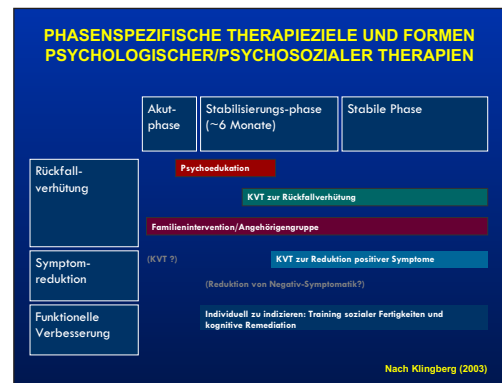 PHASENSPEZIFISCHE THERAPIEZIELE UND FORMEN
PSYCHOLOGISCHER/PSYCHOSOZIALER THERAPIEN
Akut-
phase
Stabilisierungs-phase
(~6 Monate)
Stabile Phase
Rückfall-
verhütung
Psychoedukation
KVT zur Rückfallverhütung
Familienintervention/Angehörigengruppe
Symptom-
reduktion
(KVT ?)
KVT zur Reduktion positiver Symptome
(Reduktion von Negativ-Symptomatik?)
Funktionelle
Verbesserung
Individuell zu indizieren: Training sozialer Fertigkeiten und
kognitive Remediation
Nach Klingberg (2003)